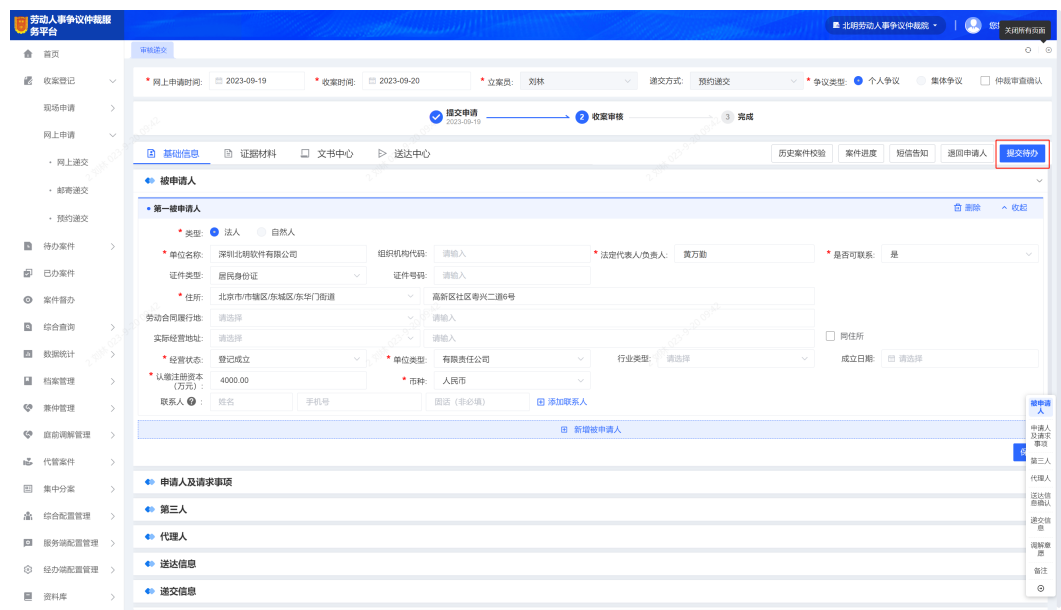 劳动人事争议仲裁服
务平台
北明劳动人事争议仲裁院
关闭所有页面
首页
收案登记
现场申请
网上申请
网上递交
邮寄递交
预约递交
待办案件
已办案件
案件督办
综合查询
数据统计
档案管理
兼仲管理
庭前调解管理
代管案件
集中分案
综合配置管理
服务端配置管理
经办端配置管理
资料库
审核递交
* 网上申请时间: 2023-09-19 * 收案时间: 2023-09-20 * 立案员: 刘林 递交方式: 预约递交 * 争议类型: 个人争议 集体争议 仲裁审查确认
提交申请
2023-09-19
2 收案审核
3 完成
基础信息 证据材料 文书中心 送达中心 历史案件校验 案件进度 短信告知 退回申请人 提交待办
被申请人
第一被申请人 删除 收起
* 类型: 法人 自然人
* 单位名称: 深圳北明软件有限公司 组织机构代码: 请输入 * 法定代表人/负责人: 黄万勤 * 是否可联系: 是
证件类型: 居民身份证 证件号码: 请输入
* 住所: 北京市/市辖区/东城区/东华门街道 高新区社区粤兴二道6号
劳动合同履行地: 请选择 请输入
实际经营地址: 请选择 请输入 同住所
* 经营状态: 登记成立 * 单位类型: 有限责任公司 行业类型: 请选择 成立日期: 请选择
* 认缴注册资本
(万元): 4000.00 * 币种: 人民币
联系人 : 姓名 手机号 固话（非必填） 添加联系人
新增被申请人
申请人及请求事项
第三人
代理人
送达信息
递交信息
被申请
人
申请人
及请求
事项
第三人
代理人
送达信
息确认
递交信
息
调解意
愿
备注